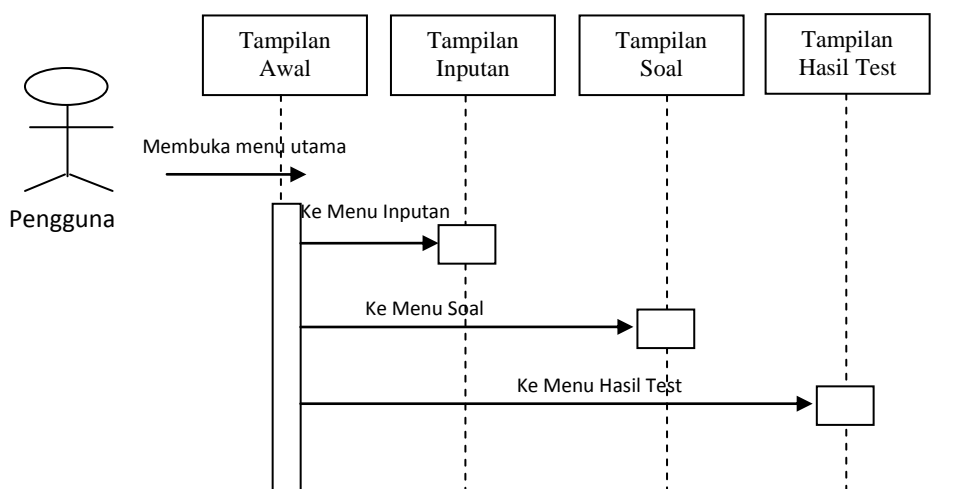 Tampilan
Awal
Tampilan
Inputan
Tampilan
Soal
Tampilan
Hasil Test
Membuka menu utama
Pengguna
Ke Menu Inputan
Ke Menu Soal
Ke Menu Hasil Test